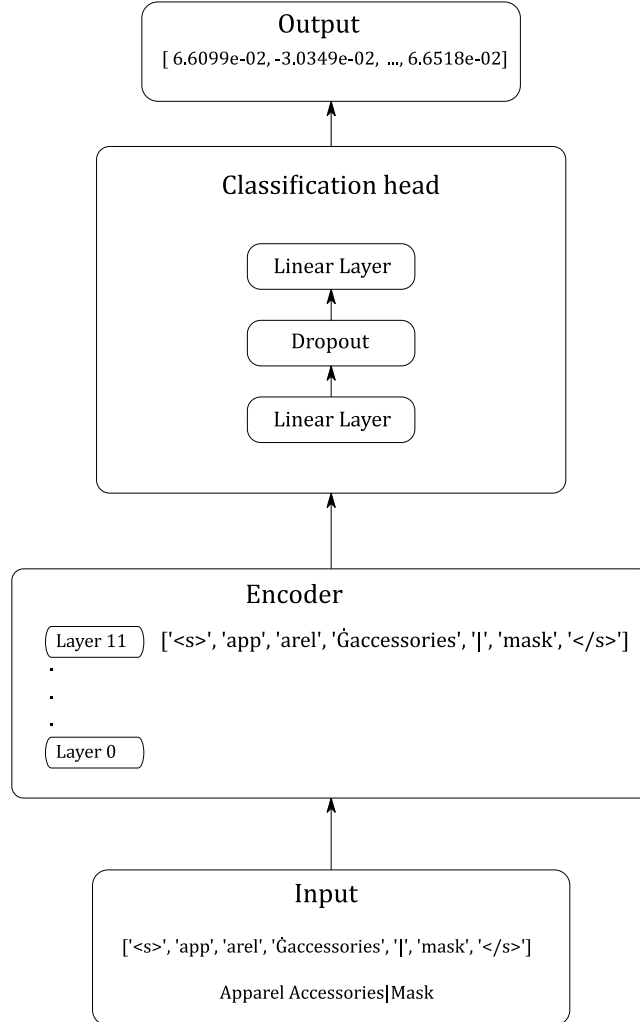 Output
[ 6.6099e-02, -3.0349e-02, ..., 6.6518e-02]
Classification head
Linear Layer
Dropout
Linear Layer
Encoder
Layer 11 ['<s>', 'app', 'arel', 'Ġaccessories', '|', 'mask', '</s>']
.
.
.
Layer 0
Input
['<s>', 'app', 'arel', 'Ġaccessories', '|', 'mask', '</s>']
Apparel Accessories|Mask